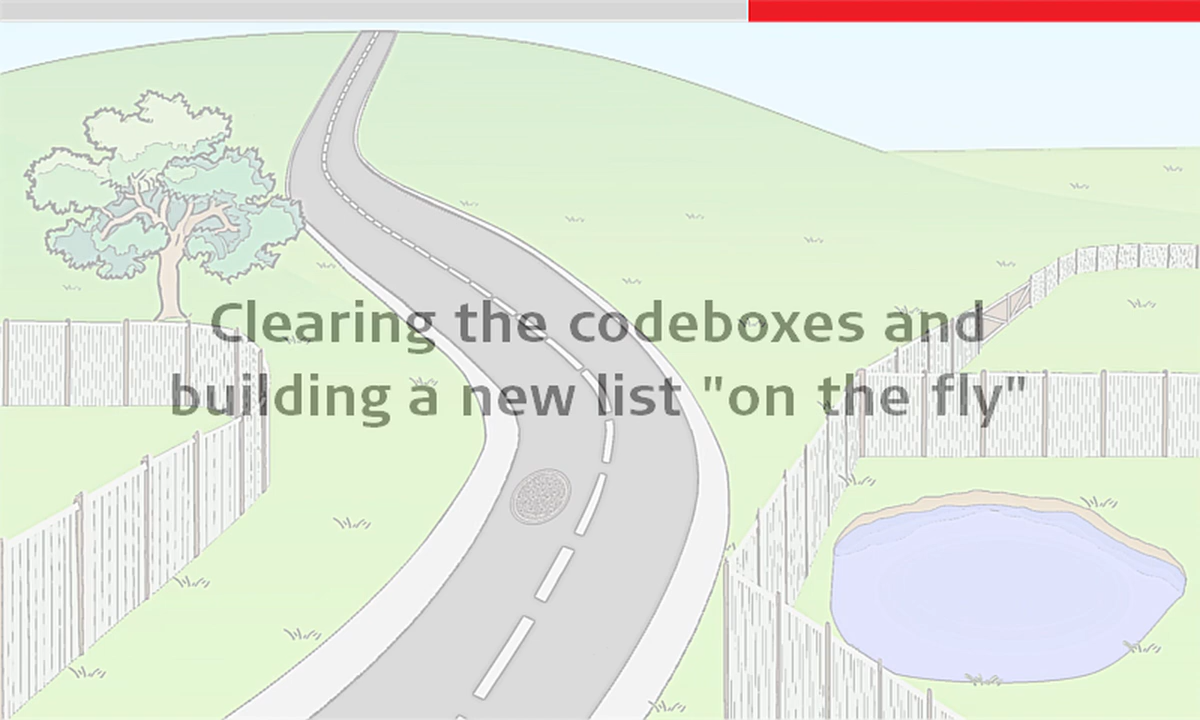 Clearing the codeboxes and
building a new list "on the fly"